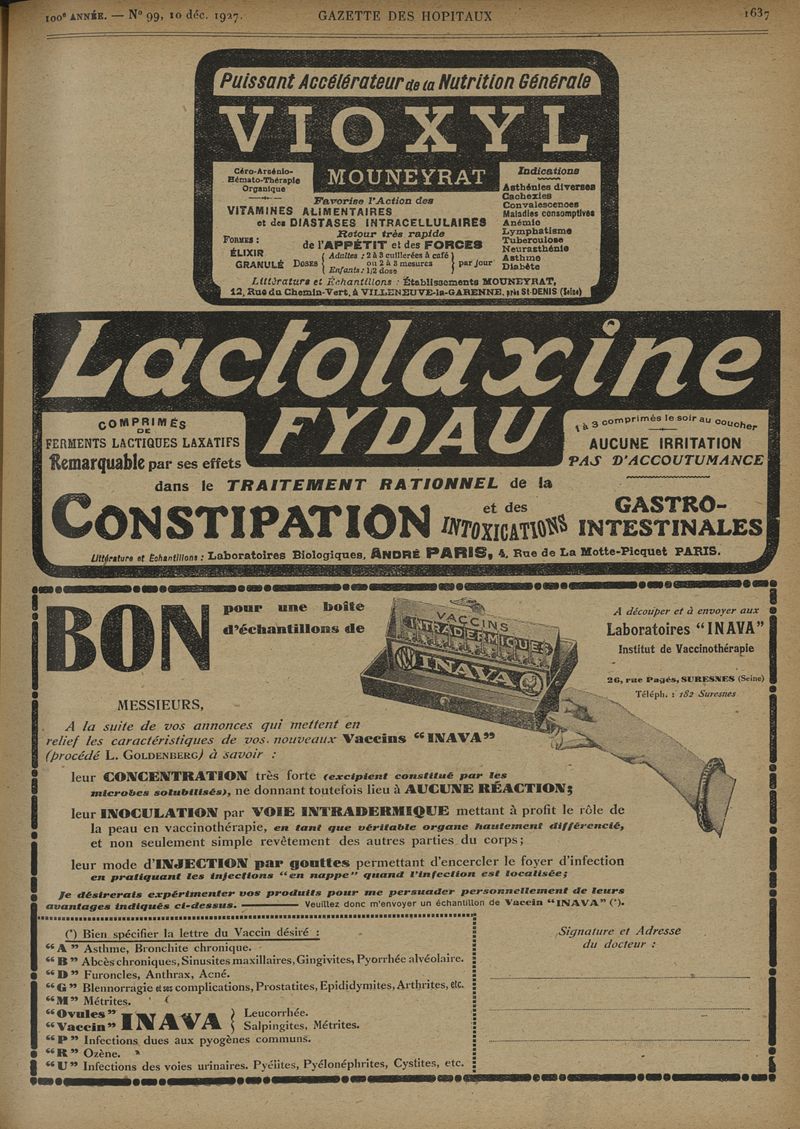 100e ANNÉE. — No 99, 10 déc. 1927.
GAZETTE DES HOPITAUX
1637
Puissant Accélérateur de la Nutrition Générale
VIOXYL
MOUNEYRAT
Céro-Arsénio-
Hémato-Thérapie
Organique
Favorise l'Action des
VITAMINES ALIMENTAIRES
et des DIASTASES INTRACELLULAIRES
Retour très rapide
de l'APPÉTIT et des FORCES
FORMES :
ÉLIXIR
GRANULÉ
DOSES
Adultes : 2 à 3 cuillerées à café
ou 2 à 3 mesures
Enfants : 1/2 dose
par jour
Indications
Asthénies diverses
Cachexies
Convalescences
Maladies consomptives
Anémie
Lymphatisme
Tuberculose
Neurasthénie
Asthme
Diabète
Littérature et Échantillons : Établissements MOUNEYRAT,
12, Rue du Chemin-Vert, à VILLENEUVE-la-GARENNE, près St-DENIS (Seine)
Lactolaxine
FYDAU
COMPRIMÉS
DE
FERMENTS LACTIQUES LAXATIFS
Remarquable par ses effets
1 à 3 comprimés le soir au coucher
AUCUNE IRRITATION
PAS D'ACCOUTUMANCE
dans le TRAITEMENT RATIONNEL de la
CONSTIPATION et des INTOXICATIONS GASTRO-INTESTINALES
Littérature et Échantillons : Laboratoires Biologiques, ANDRÉ PARIS, 4, Rue de La Motte-Picquet PARIS.
BON
pour une boîte
d'échantillons de
VACCINS
INTRADERMIQUES
INAVA
A découper et à envoyer aux
Laboratoires "INAVA"
Institut de Vaccinothérapie
26, rue Pagès, SURESNES (Seine)
Téléph. : 182 Suresnes
MESSIEURS,
A la suite de vos annonces qui mettent en
relief les caractéristiques de vos nouveaux Vaccins "INAVA"
(procédé L. GOLDENBERG) à savoir :
leur CONCENTRATION très forte (excipient constitué par les
microbes solubilisés), ne donnant toutefois lieu à AUCUNE RÉACTION;
leur INOCULATION par VOIE INTRADERMIQUE mettant à profit le rôle de
la peau en vaccinothérapie, en tant que véritable organe hautement différencié,
et non seulement simple revêtement des autres parties du corps;
leur mode d'INJECTION par gouttes permettant d'encercler le foyer d'infection
en pratiquant les injections "en nappe" quand l'infection est localisée;
Je désirerais expérimenter vos produits pour me persuader personnellement de leurs
avantages indiqués ci-dessus. — Veuillez donc m'envoyer un échantillon de Vaccin "INAVA" (*).
(*) Bien spécifier la lettre du Vaccin désiré :
"A" Asthme, Bronchite chronique.
"B" Abcès chroniques, Sinusites maxillaires, Gingivites, Pyorrhée alvéolaire.
"D" Furoncles, Anthrax, Acné.
"G" Blennorragie et ses complications, Prostatites, Epididymites, Arthrites, etc.
"M" Métrites.
"Ovules" INAVA Leucorrhée.
"Vaccin" Salpingites, Métrites.
"P" Infections dues aux pyogènes communs.
"R" Ozène.
"U" Infections des voies urinaires. Pyélites, Pyélonéphrites, Cystites, etc.
Signature et Adresse
du docteur :